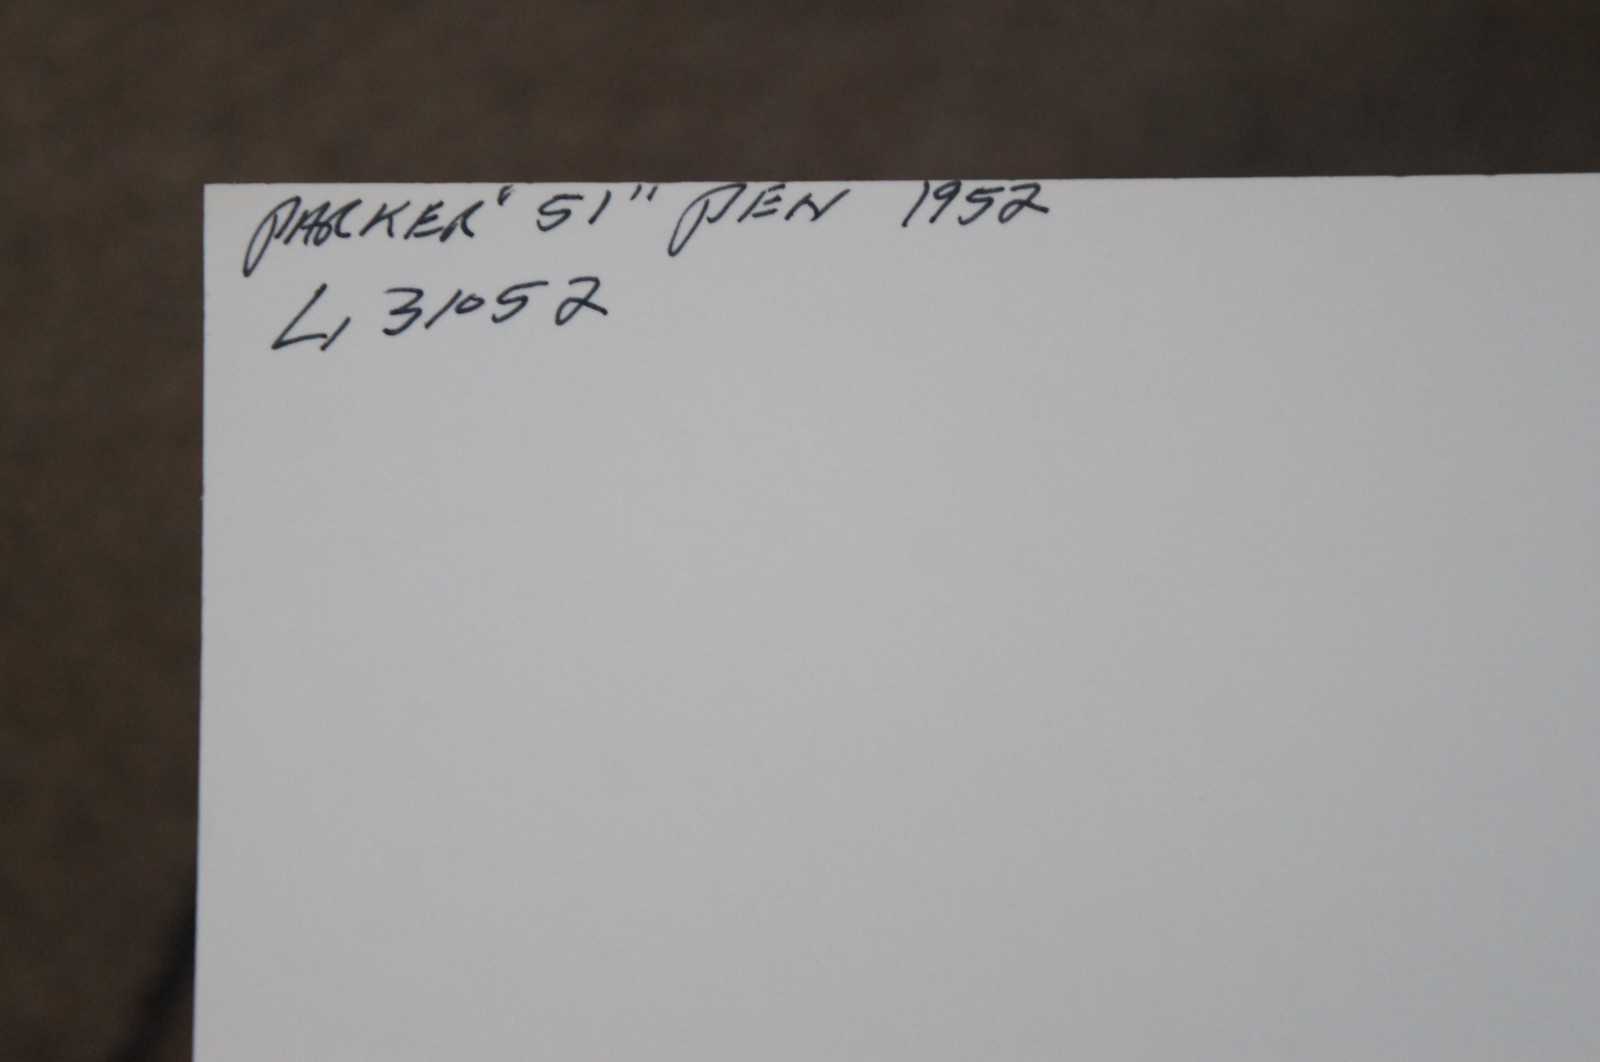 PARKER "51" PEN 1952
L, 31052